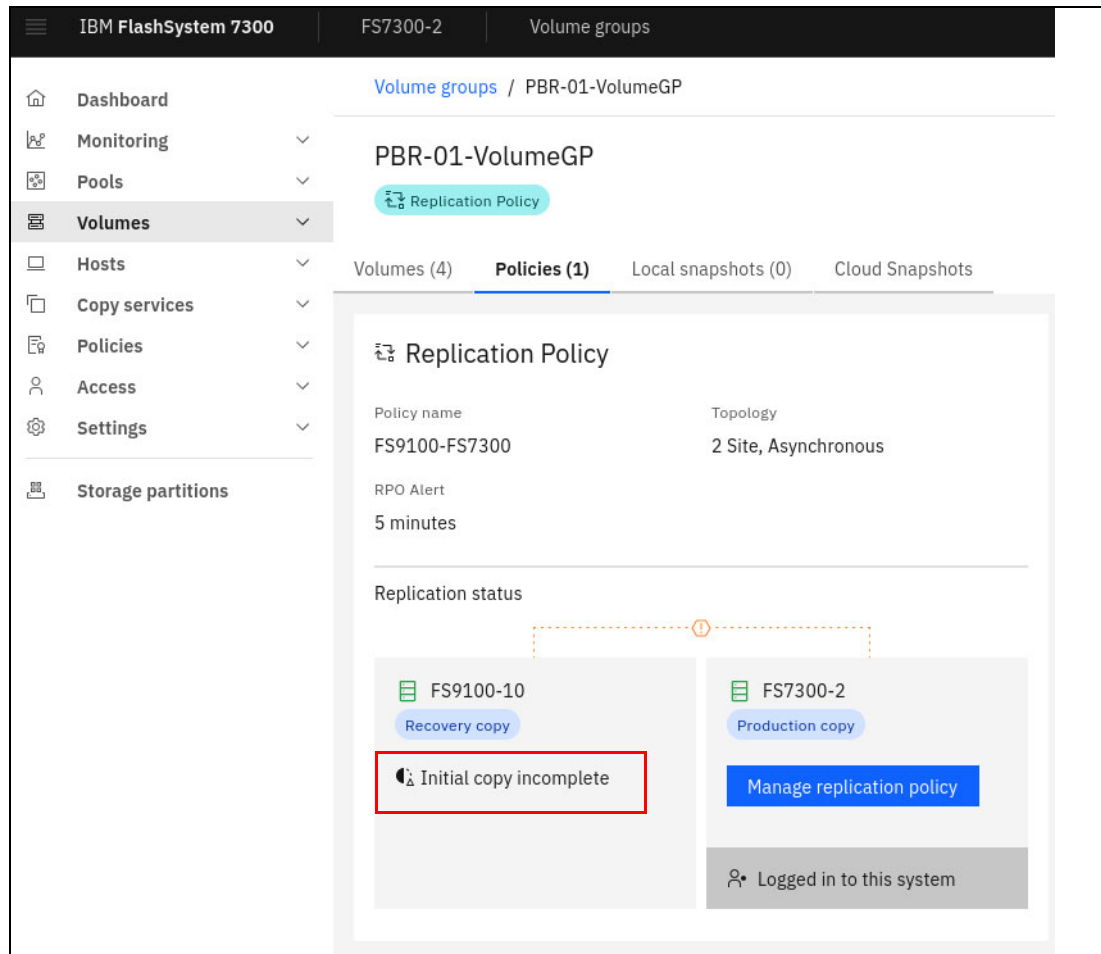 IBM FlashSystem 7300 FS7300-2 Volume groups
Dashboard
Monitoring
Pools
Volumes
Hosts
Copy services
Policies
Access
Settings
Storage partitions
Volume groups / PBR-01-VolumeGP
PBR-01-VolumeGP
Replication Policy
Volumes (4) Policies (1) Local snapshots (0) Cloud Snapshots
Replication Policy
Policy name Topology
FS9100-FS7300 2 Site, Asynchronous
RPO Alert
5 minutes
Replication status
FS9100-10
Recovery copy
Initial copy incomplete
FS7300-2
Production copy
Manage replication policy
Logged in to this system